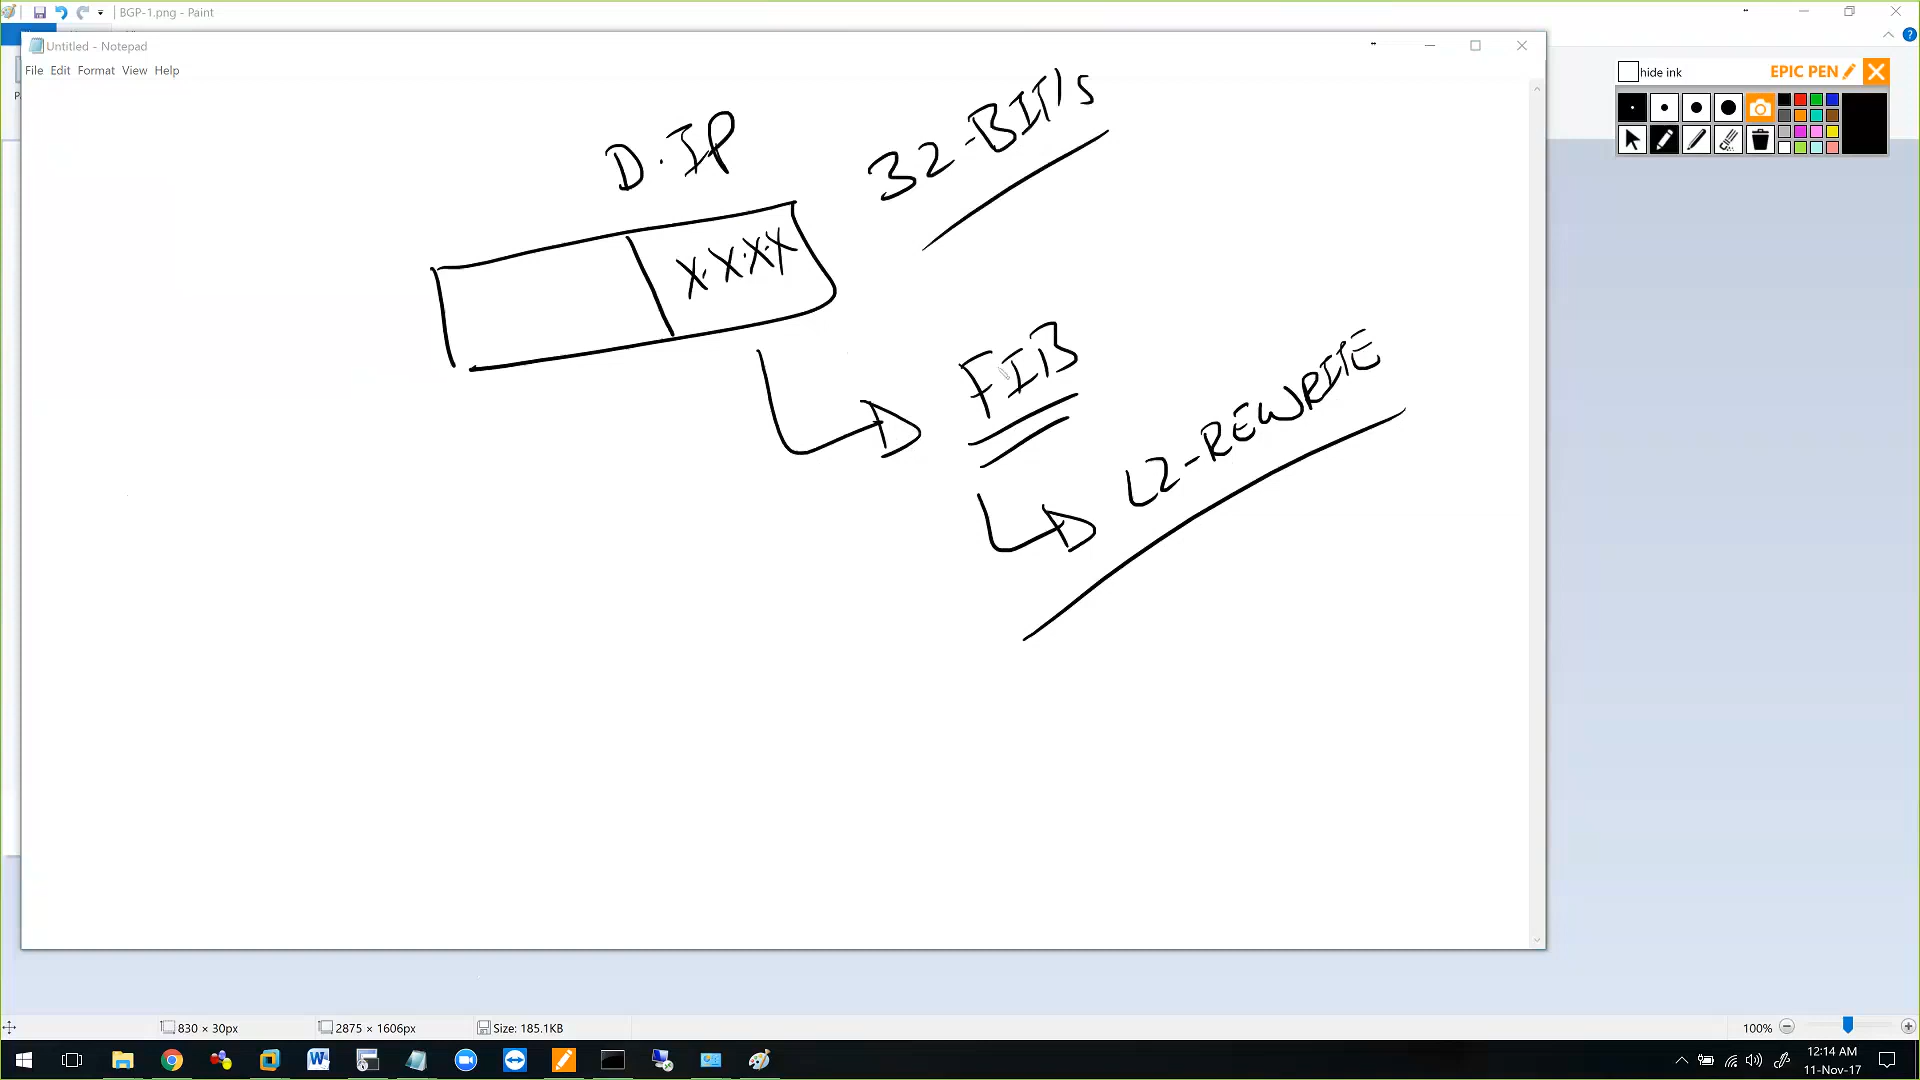 BGP-1.png - Paint
Untitled - Notepad
File Edit Format View Help
hide ink
EPIC PEN
D.IP
32-BIT's
X.X.X.X
FIB
L2-REWRITE
830 × 30px
2875 × 1606px
Size: 185.1KB
100%
12:14 AM
11-Nov-17